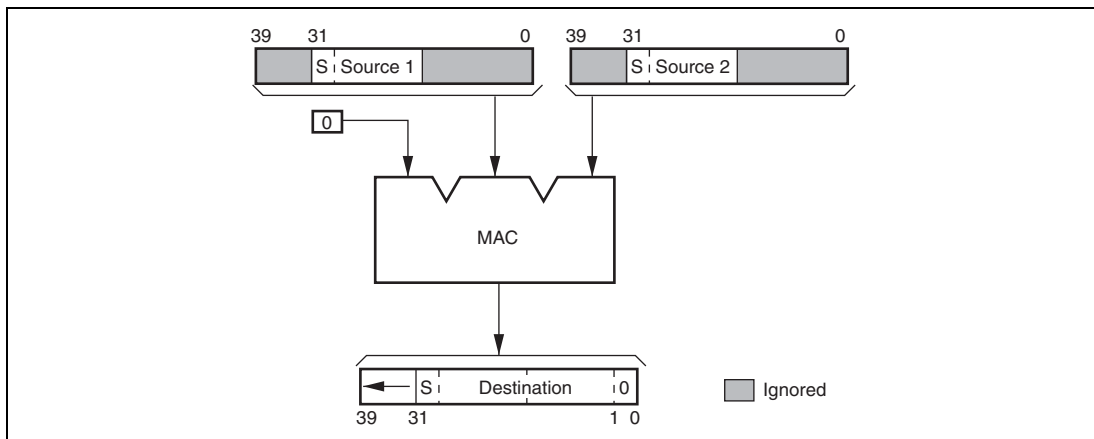 39 31 0 39 31 0
S Source 1 S Source 2
0
MAC
S Destination 0
Ignored
39 31 1 0